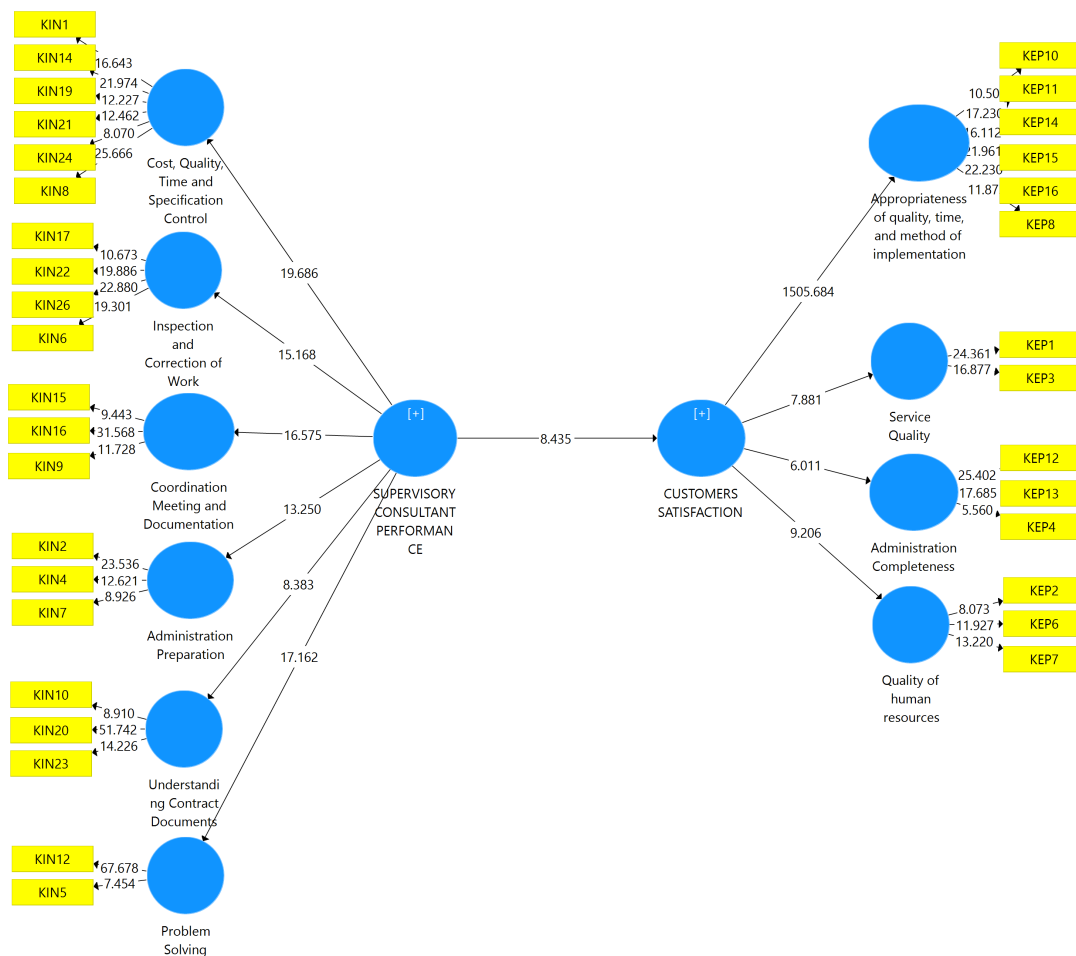 KIN1
KIN14
KIN19
KIN21
KIN24
KIN8
16.643
21.974
12.227
12.462
8.070
25.666
Cost, Quality,
Time and
Specification
Control
KIN17
KIN22
KIN26
KIN6
10.673
19.886
22.880
19.301
Inspection
and
Correction of
Work
KIN15
KIN16
KIN9
9.443
31.568
11.728
Coordination
Meeting and
Documentation
KIN2
KIN4
KIN7
23.536
12.621
8.926
Administration
Preparation
KIN10
KIN20
KIN23
8.910
51.742
14.226
Understandi
ng Contract
Documents
KIN12
KIN5
67.678
7.454
Problem
Solving
19.686
15.168
16.575
13.250
8.383
17.162
[+]
SUPERVISORY
CONSULTANT
PERFORMAN
CE
8.435
[+]
CUSTOMERS
SATISFACTION
1505.684
7.881
6.011
9.206
Appropriateness
of quality, time,
and method of
implementation
10.50
17.230
16.112
21.961
22.230
11.87
KEP10
KEP11
KEP14
KEP15
KEP16
KEP8
Service
Quality
24.361
16.877
KEP1
KEP3
Administration
Completeness
25.402
17.685
5.560
KEP12
KEP13
KEP4
Quality of
human
resources
8.073
11.927
13.220
KEP2
KEP6
KEP7